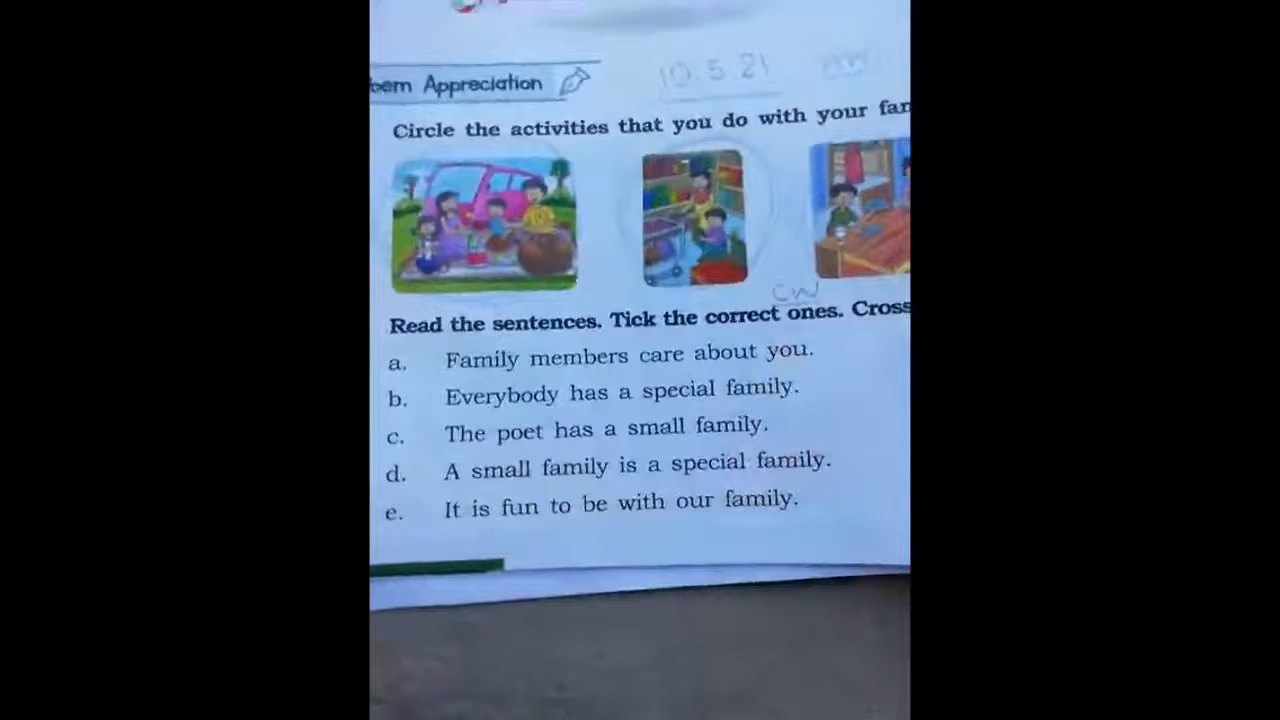 oem Appreciation
10.5.21
Circle the activities that you do with your
cw
Read the sentences. Tick the correct ones. Cross
a. Family members care about you.
b. Everybody has a special family.
c. The poet has a small family.
d. A small family is a special family.
e. It is fun to be with our family.